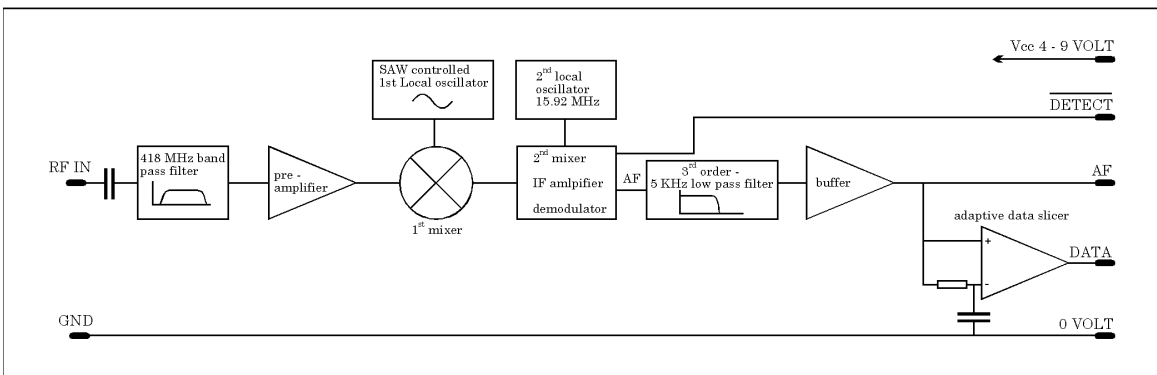 Vcc 4 - 9 VOLT
SAW controlled
1st Local oscillator
2nd local
oscillator
15.92 MHz
DETECT
RF IN
418 MHz band
pass filter
pre -
amplifier
1st mixer
2nd mixer
IF amlpifier
demodulator
AF
3rd order -
5 KHz low pass filter
buffer
AF
adaptive data slicer
+
-
DATA
GND
0 VOLT